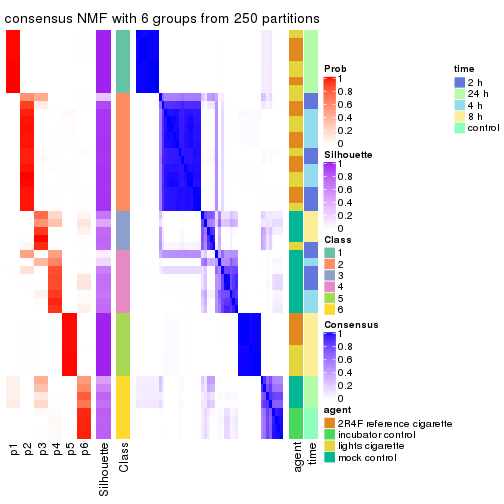 consensus NMF with 6 groups from 250 partitions
Prob
1
0.8
0.6
0.4
0.2
0
Silhouette
1
0.8
0.6
0.4
0.2
0
Class
1
2
3
4
5
6
Consensus
1
0.8
0.6
0.4
0.2
0
agent
2R4F reference cigarette
incubator control
lights cigarette
mock control
time
2 h
24 h
4 h
8 h
control
p1
p2
p3
p4
p5
p6
Silhouette
Class
agent
time